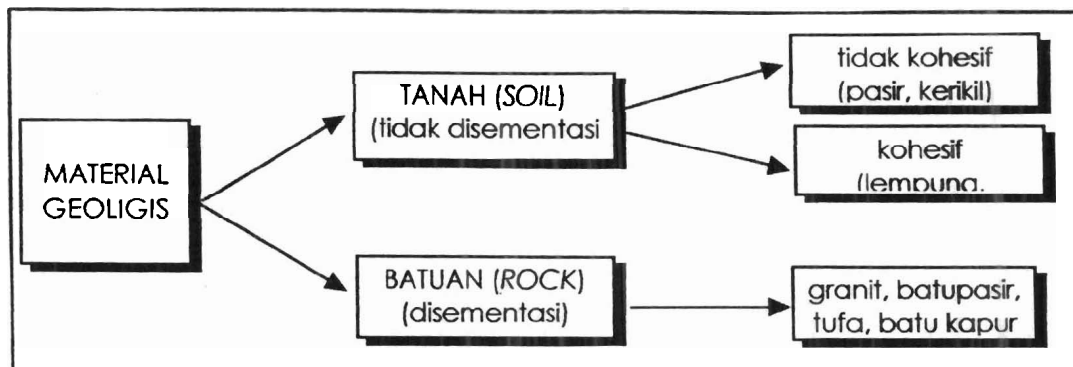 MATERIAL
GEOLIGIS
TANAH (SOIL)
(tidak disementasi
BATUAN (ROCK)
(disementasi)
tidak kohesif
(pasir, kerikil)
kohesif
(lempung,
granit, batupasir,
tufa, batu kapur